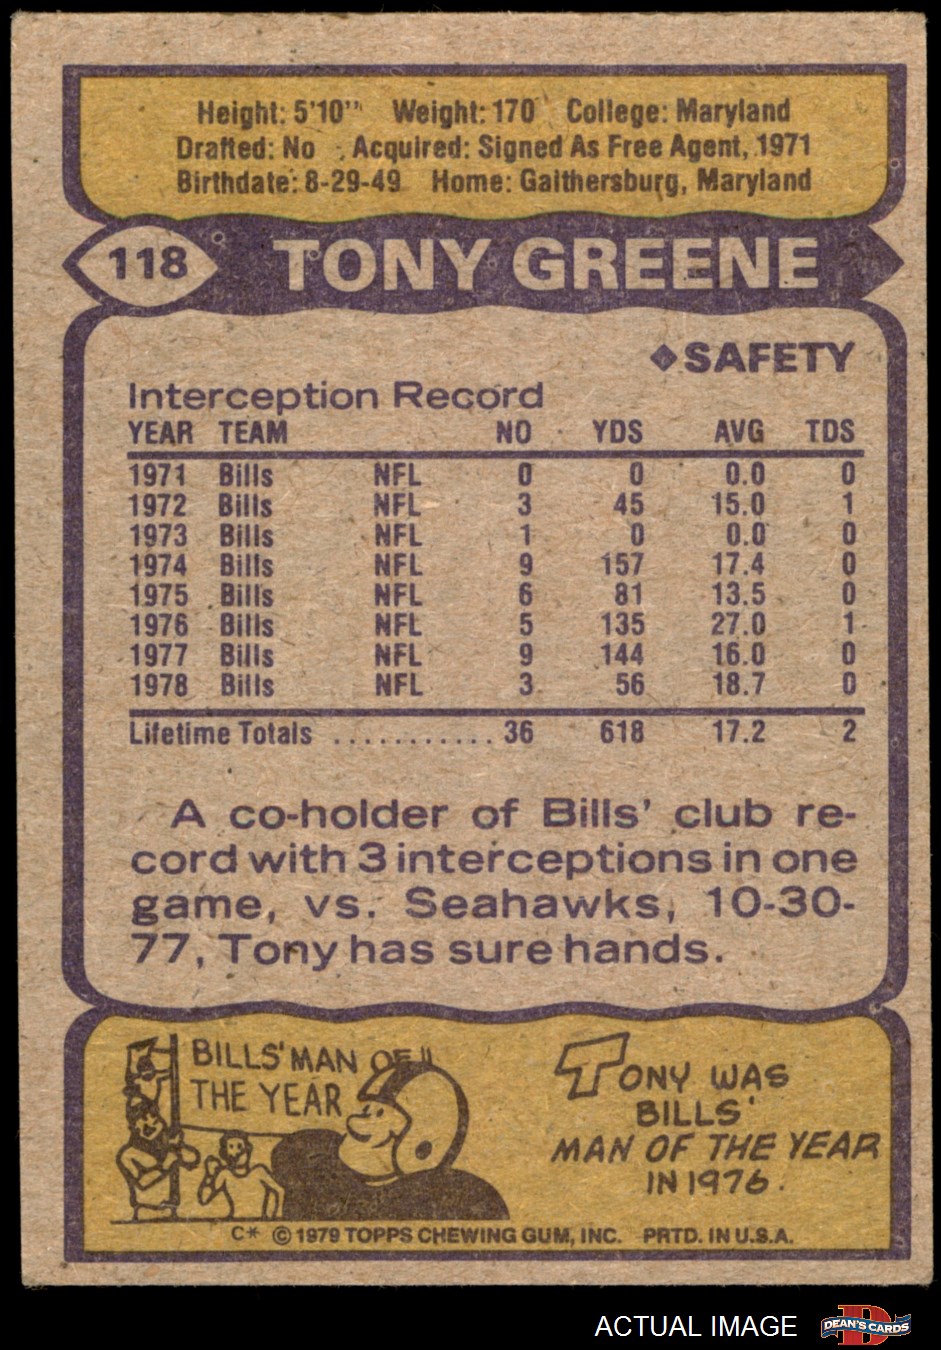 Height: 5'10" Weight: 170 College: Maryland
Drafted: No Acquired: Signed As Free Agent, 1971
Birthdate: 8-29-49 Home: Gaithersburg, Maryland
118 TONY GREENE
◆SAFETY
Interception Record
YEAR TEAM NO YDS AVG TDS
1971 Bills NFL 0 0 0.0 0
1972 Bills NFL 3 45 15.0 1
1973 Bills NFL 1 0 0.0 0
1974 Bills NFL 9 157 17.4 0
1975 Bills NFL 6 81 13.5 0
1976 Bills NFL 5 135 27.0 1
1977 Bills NFL 9 144 16.0 0
1978 Bills NFL 3 56 18.7 0
Lifetime Totals ........... 36 618 17.2 2
A co-holder of Bills' club re-
cord with 3 interceptions in one
game, vs. Seahawks, 10-30-
77, Tony has sure hands.
BILLS' MAN OF
THE YEAR
TONY WAS
BILLS'
MAN OF THE YEAR
IN 1976.
C* © 1979 TOPPS CHEWING GUM, INC. PRTD. IN U.S.A.
ACTUAL IMAGE
DEAN'S CARDS